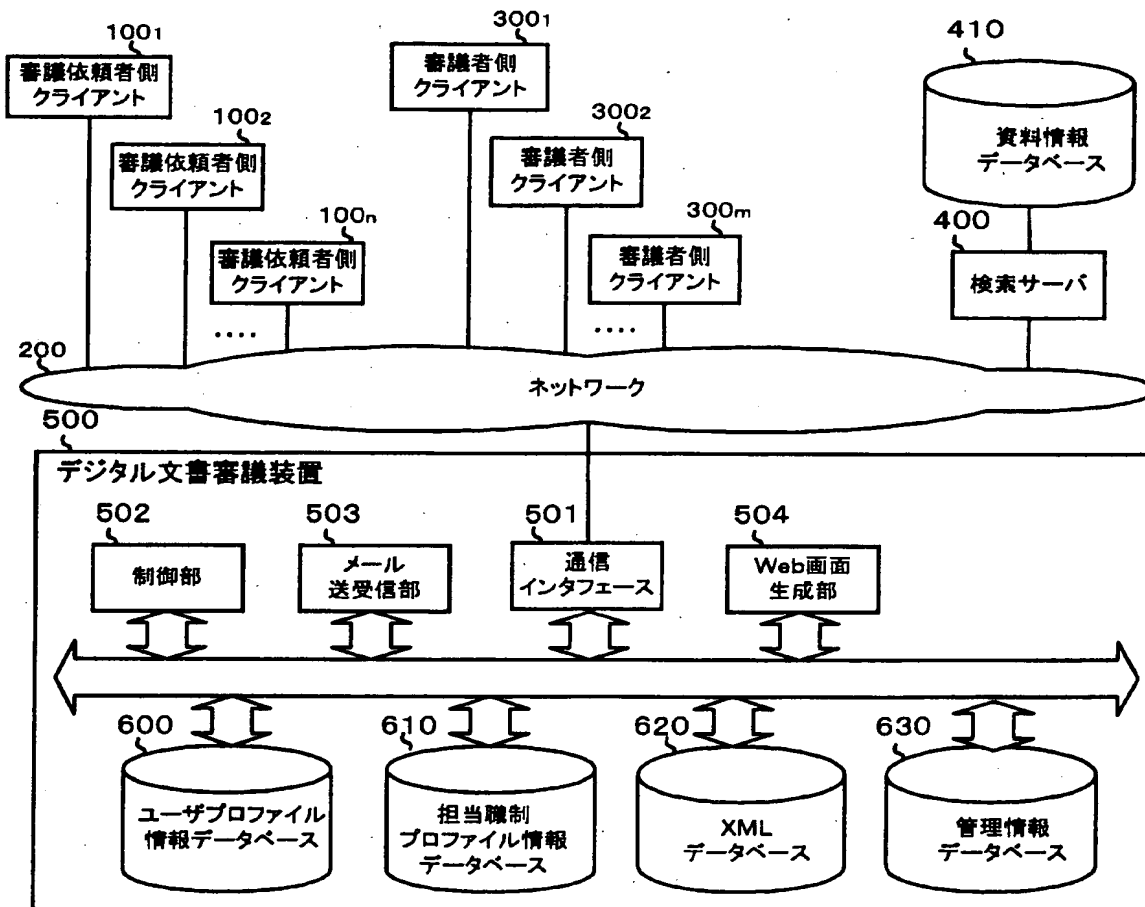 100₁
審議依頼者側
クライアント
100₂
審議依頼者側
クライアント
100n
審議依頼者側
クライアント
････
300₁
審議者側
クライアント
300₂
審議者側
クライアント
300m
審議者側
クライアント
････
410
資料情報
データベース
400
検索サーバ
200
ネットワーク
500
デジタル文書審議装置
502
制御部
503
メール
送受信部
501
通信
インタフェース
504
Web画面
生成部
600
ユーザプロファイル
情報データベース
610
担当職制
プロファイル情報
データベース
620
XML
データベース
630
管理情報
データベース